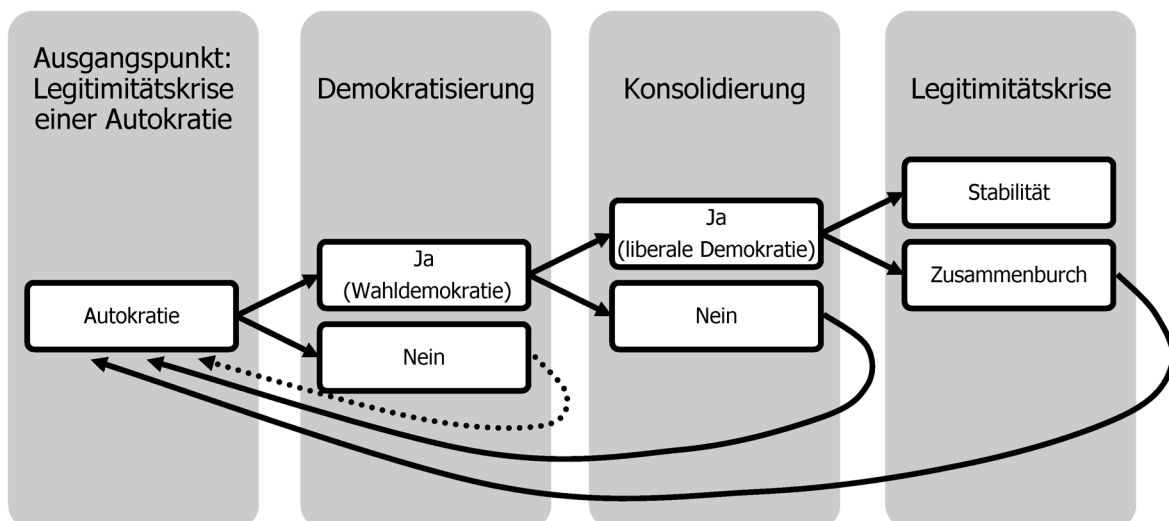 Ausgangspunkt:
Legitimitätskrise
einer Autokratie
Demokratisierung
Konsolidierung
Legitimitätskrise
Autokratie
Ja
(Wahldemokratie)
Nein
Ja
(liberale Demokratie)
Nein
Stabilität
Zusammenburch